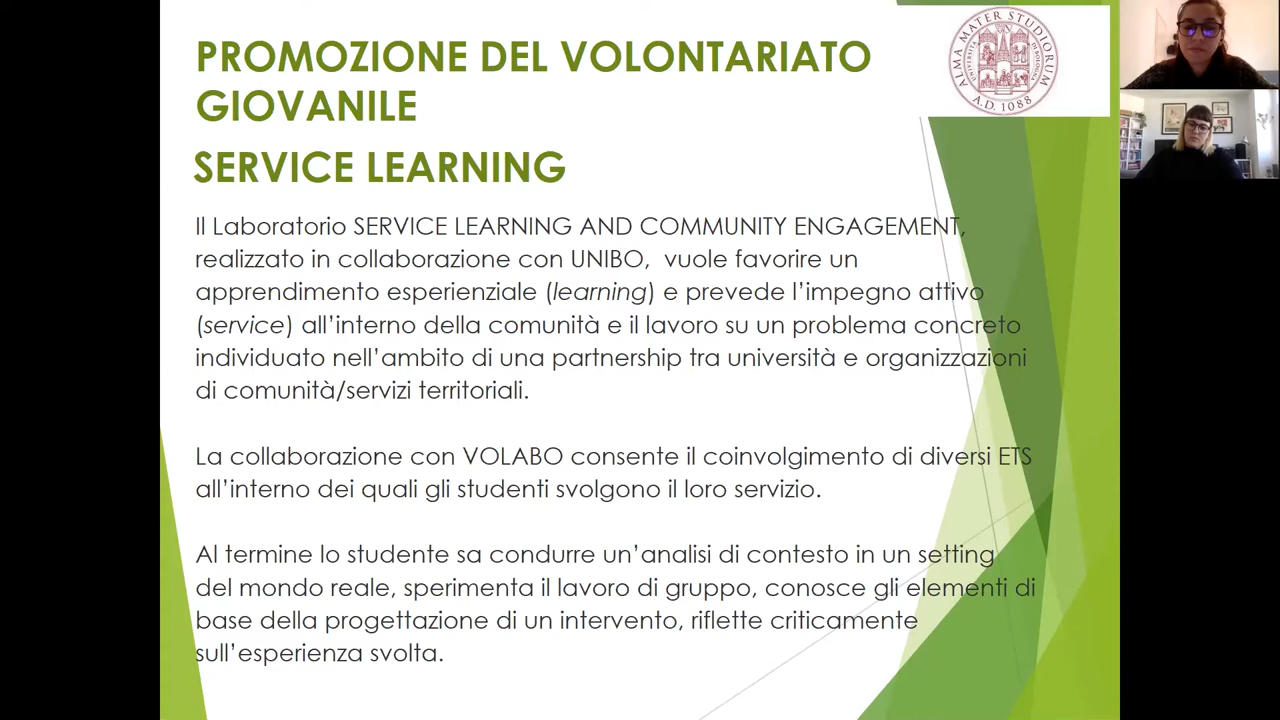 PROMOZIONE DEL VOLONTARIATO
GIOVANILE
SERVICE LEARNING
Il Laboratorio SERVICE LEARNING AND COMMUNITY ENGAGEMENT,
realizzato in collaborazione con UNIBO,  vuole favorire un
apprendimento esperienziale (learning) e prevede l’impegno attivo
(service) all’interno della comunità e il lavoro su un problema concreto
individuato nell’ambito di una partnership tra università e organizzazioni
di comunità/servizi territoriali.
La collaborazione con VOLABO consente il coinvolgimento di diversi ETS
all’interno dei quali gli studenti svolgono il loro servizio.
Al termine lo studente sa condurre un’analisi di contesto in un setting
del mondo reale, sperimenta il lavoro di gruppo, conosce gli elementi di
base della progettazione di un intervento, riflette criticamente
sull’esperienza svolta.
ALMA MATER STUDIORUM
A.D. 1088